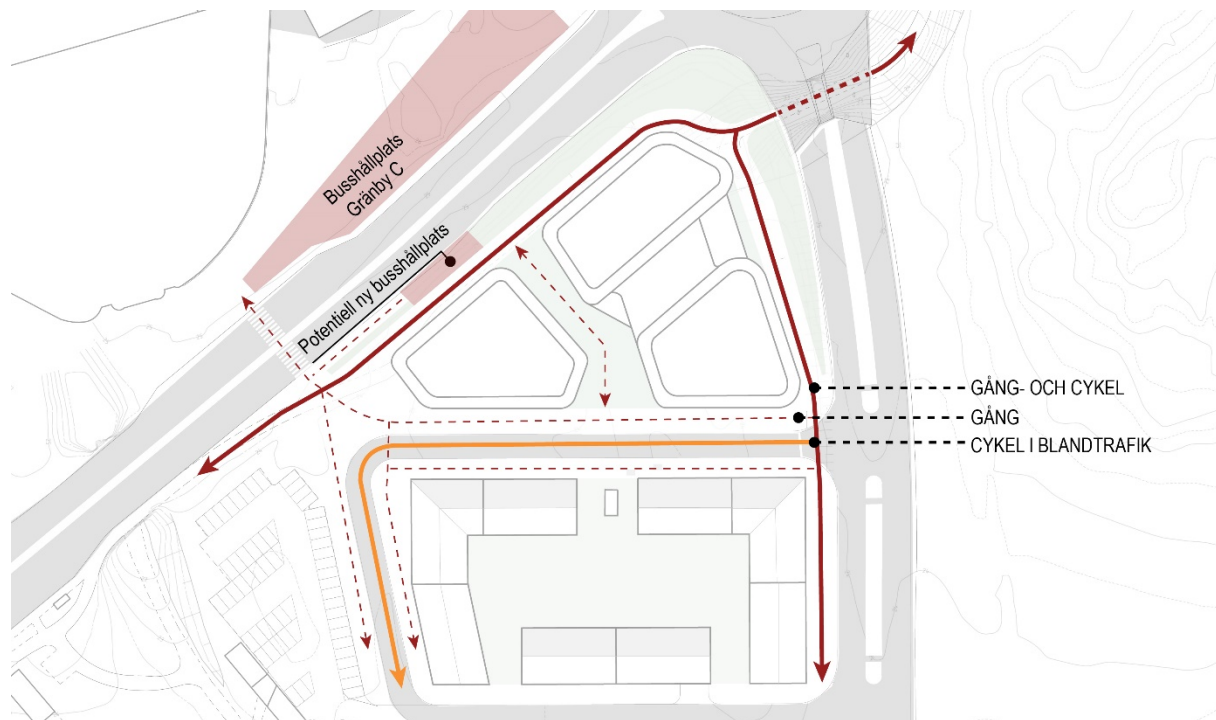 Busshållplats
Gränby C
Potentiell ny busshållplats
GÅNG- OCH CYKEL
GÅNG
CYKEL I BLANDTRAFIK